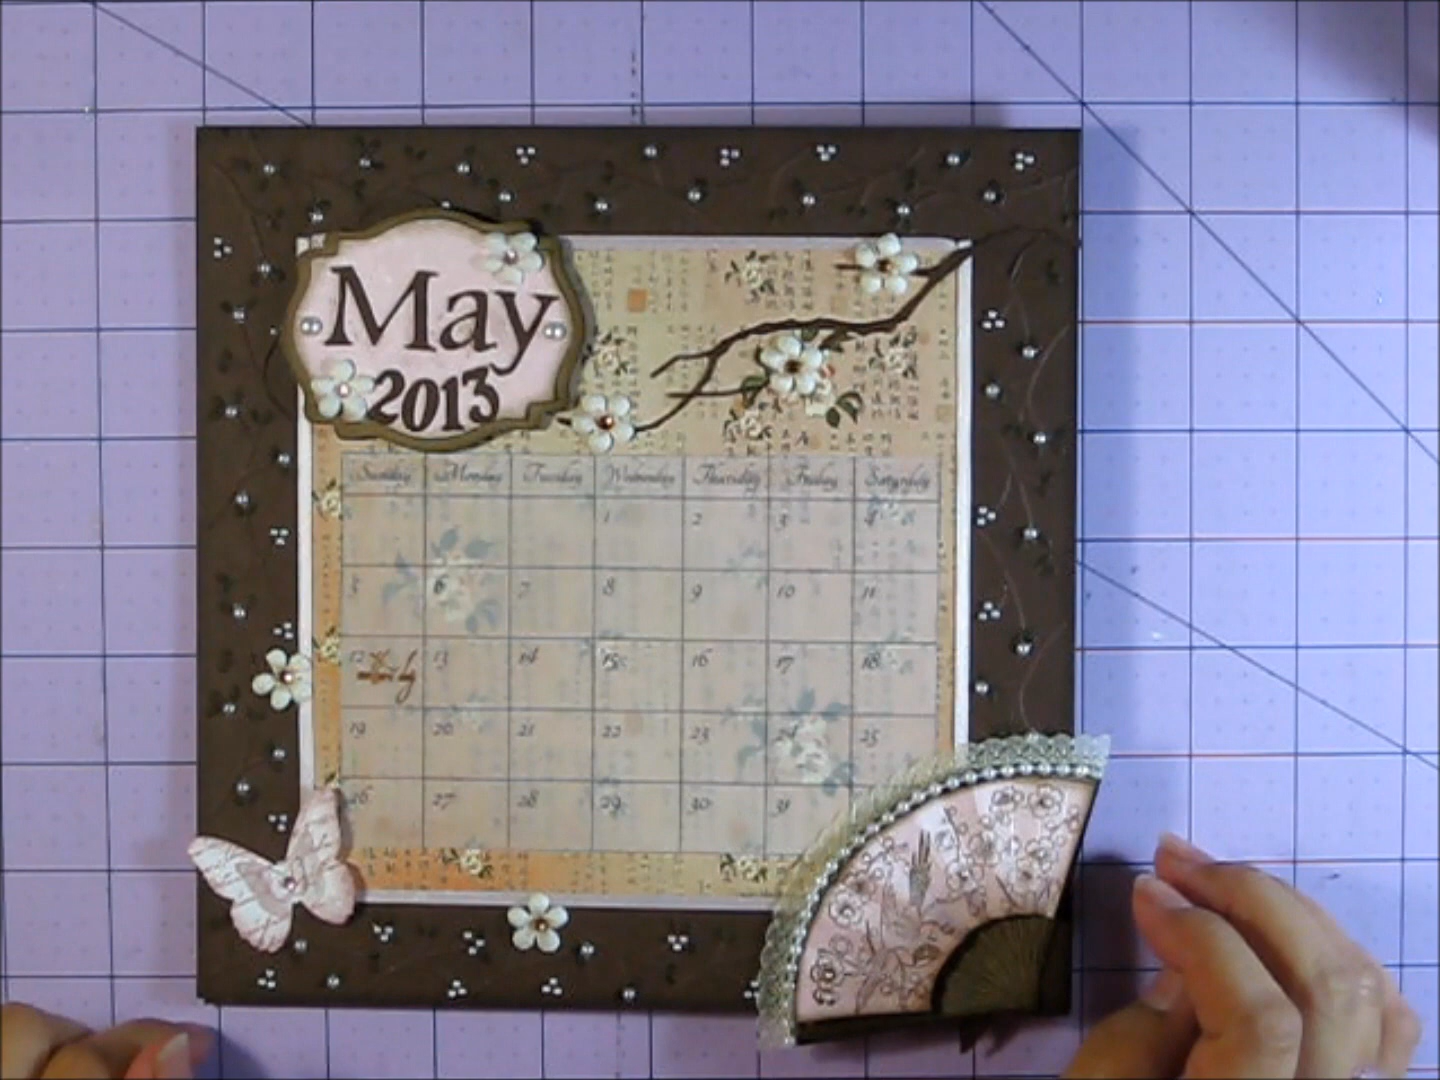 May
2013
Sunday Monday Tuesday Wednesday Thursday Friday Saturday
1 2 3 4
5 6 7 8 9 10 11
12 13 14 15 16 17 18
19 20 21 22 23 24 25
26 27 28 29 30 31